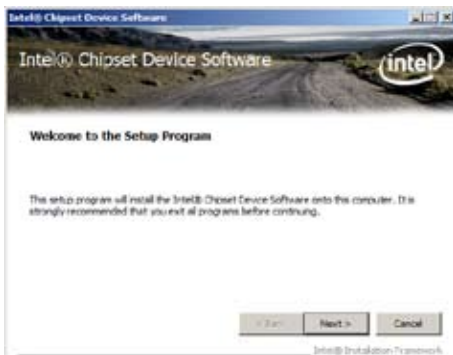 Intel® Chipset Device Software
Intel® Chipset Device Software
intel
Welcome to the Setup Program
This setup program will install the Intel® Chipset Device Software onto this computer. It is
strongly recommended that you exit all programs before continuing.
< Back
Next >
Cancel
Intel® Installation Framework